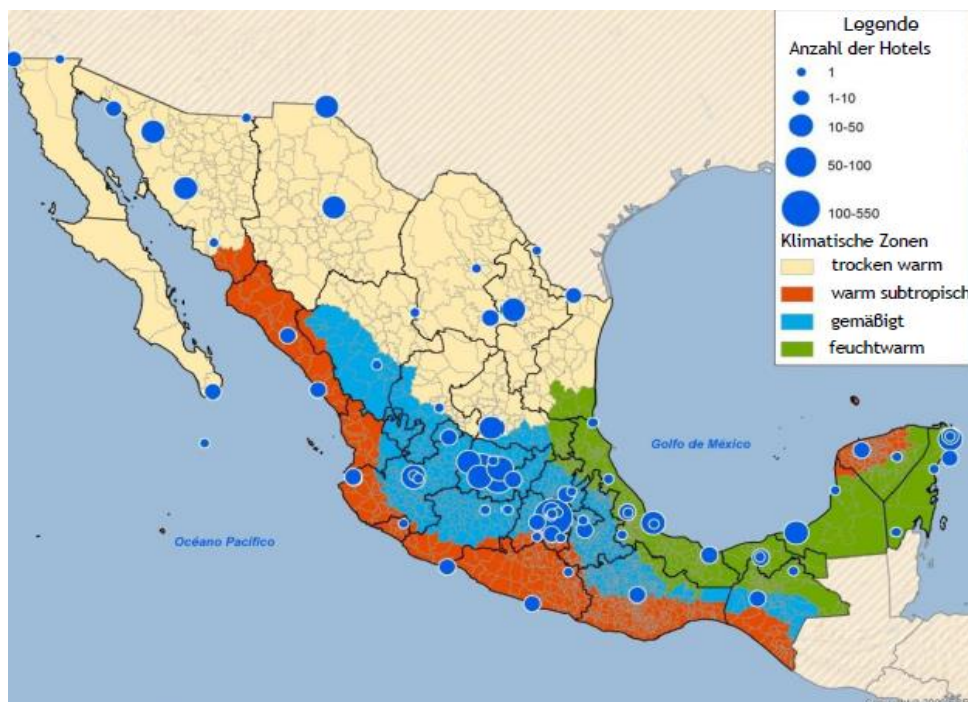 Legende
Anzahl der Hotels
1
1-10
10-50
50-100
100-550
Klimatische Zonen
trocken warm
warm subtropisch
gemäßigt
feuchtwarm
Golfo de México
Océano Pacífico